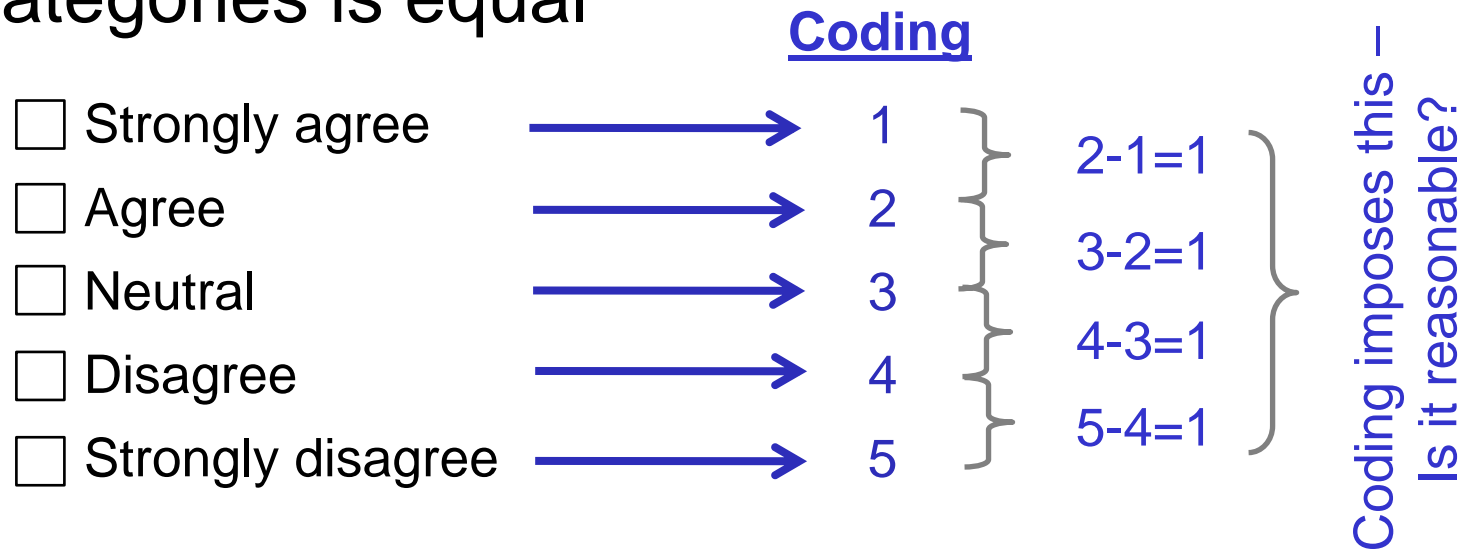 ategories is equal
Coding
Strongly agree 1
Agree 2
Neutral 3
Disagree 4
Strongly disagree 5
2-1=1
3-2=1
4-3=1
5-4=1
Coding imposes this –
Is it reasonable?